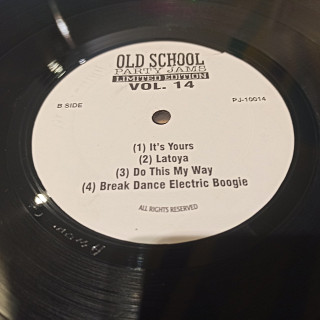 OLD SCHOOL
PARTY JAMS
LIMITED EDITION
VOL. 14
B SIDE
PJ-10014
(1) It's Yours
(2) Latoya
(3) Do This My Way
(4) Break Dance Electric Boogie
ALL RIGHTS RESERVED